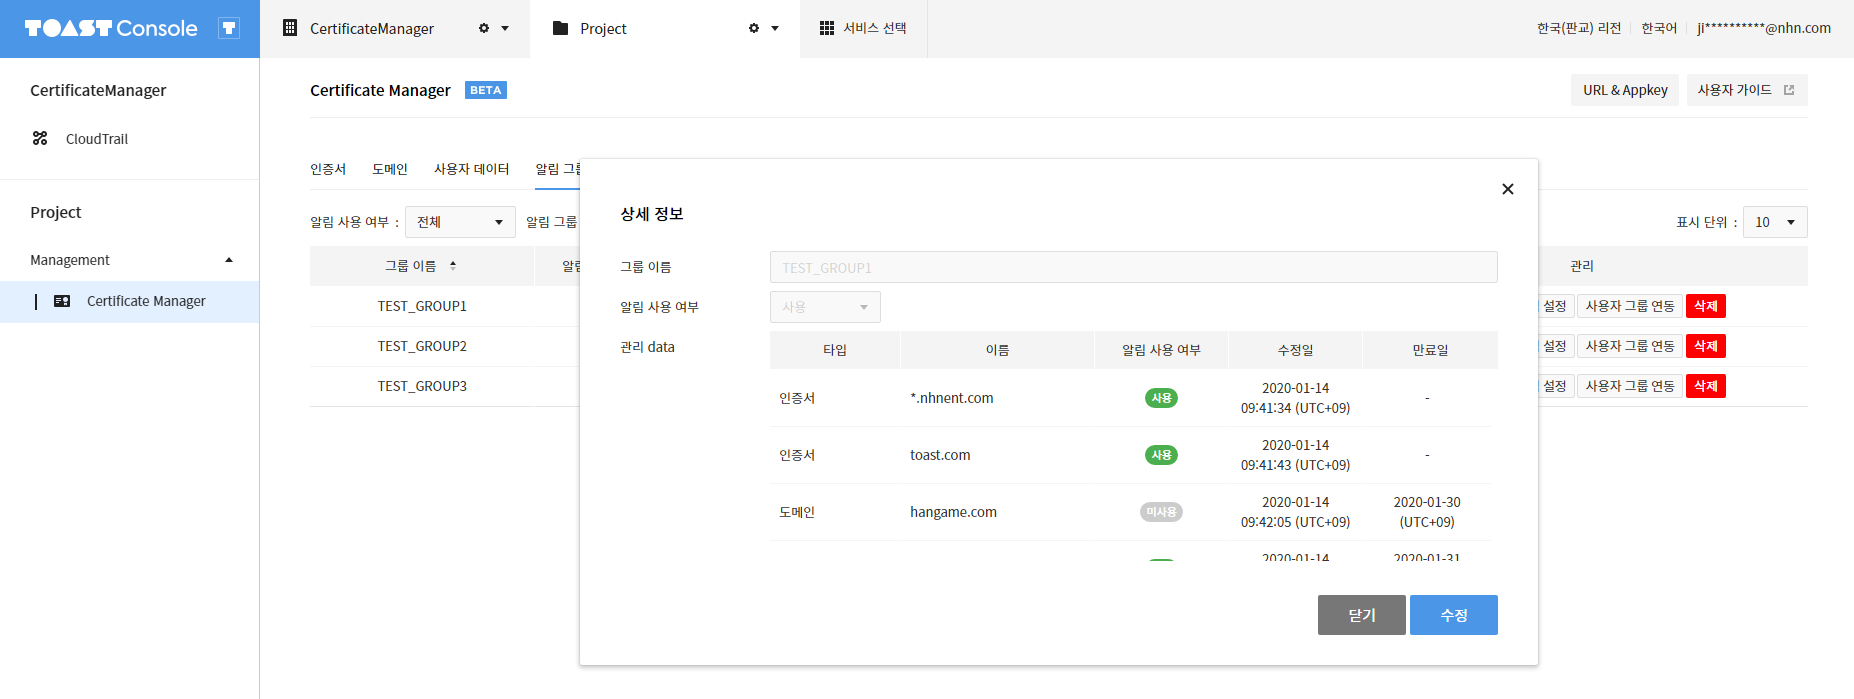 TOAST Console
CertificateManager
Project
서비스 선택
한국(판교) 리전
한국어
ji**********@nhn.com
CertificateManager
CloudTrail
Project
Management
Certificate Manager
Certificate Manager BETA
URL & Appkey
사용자 가이드
인증서 도메인 사용자 데이터 알림
알림 사용 여부 : 전체 알림 그룹
표시 단위 : 10
그룹 이름
관리
TEST_GROUP1
설정 사용자 그룹 연동 삭제
TEST_GROUP2
설정 사용자 그룹 연동 삭제
TEST_GROUP3
설정 사용자 그룹 연동 삭제
상세 정보
그룹 이름 TEST_GROUP1
알림 사용 여부 사용
관리 data
타입 이름 알림 사용 여부 수정일 만료일
인증서 *.nhnent.com 사용 2020-01-14
09:41:34 (UTC+09) -
인증서 toast.com 사용 2020-01-14
09:41:43 (UTC+09) -
도메인 hangame.com 미사용 2020-01-14
09:42:05 (UTC+09) 2020-01-30
(UTC+09)
2020-01-14 2020-01-31
닫기 수정